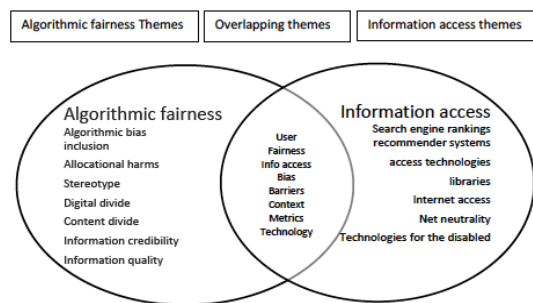 Algorithmic fairness Themes
Overlapping themes
Information access themes
Algorithmic fairness
Algorithmic bias
inclusion
Allocational harms
Stereotype
Digital divide
Content divide
Information credibility
Information quality
User
Fairness
Info access
Bias
Barriers
Context
Metrics
Technology
Information access
Search engine rankings
recommender systems
access technologies
libraries
Internet access
Net neutrality
Technologies for the disabled